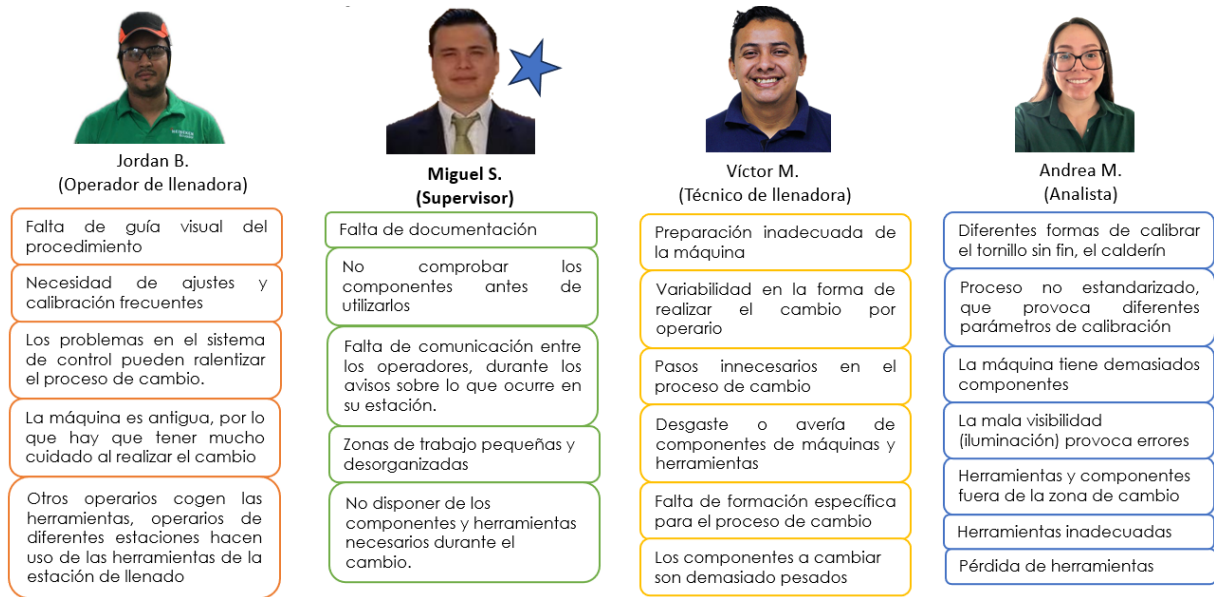 Jordan B.
(Operador de llenadora)
Falta de guía visual del
procedimiento
Necesidad de ajustes y
calibración frecuentes
Los problemas en el sistema
de control pueden ralentizar
el proceso de cambio.
La máquina es antigua, por lo
que hay que tener mucho
cuidado al realizar el cambio
Otros operarios cogen las
herramientas, operarios de
diferentes estaciones hacen
uso de las herramientas de la
estación de llenado
Miguel S.
(Supervisor)
Falta de documentación
No comprobar los
componentes antes de
utilizarlos
Falta de comunicación entre
los operadores, durante los
avisos sobre lo que ocurre en
su estación.
Zonas de trabajo pequeñas y
desorganizadas
No disponer de los
componentes y herramientas
necesarios durante el
cambio.
Víctor M.
(Técnico de llenadora)
Preparación inadecuada de
la máquina
Variabilidad en la forma de
realizar el cambio por
operario
Pasos innecesarios en el
proceso de cambio
Desgaste o avería de
componentes de máquinas y
herramientas
Falta de formación específica
para el proceso de cambio
Los componentes a cambiar
son demasiado pesados
Andrea M.
(Analista)
Diferentes formas de calibrar
el tornillo sin fin, el calderín
Proceso no estandarizado,
que provoca diferentes
parámetros de calibración
La máquina tiene demasiados
componentes
La mala visibilidad
(iluminación) provoca errores
Herramientas y componentes
fuera de la zona de cambio
Herramientas inadecuadas
Pérdida de herramientas